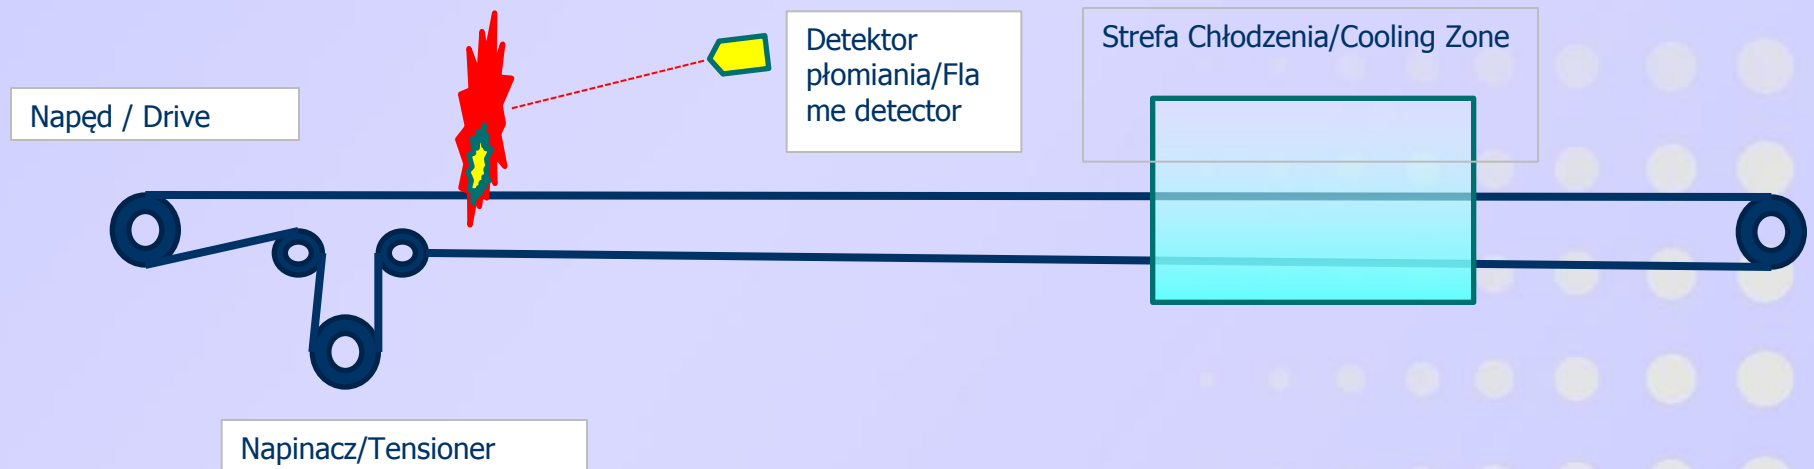 Napęd / Drive
Detektor
płomiania/Fla
me detector
Strefa Chłodzenia/Cooling Zone
Napinacz/Tensioner